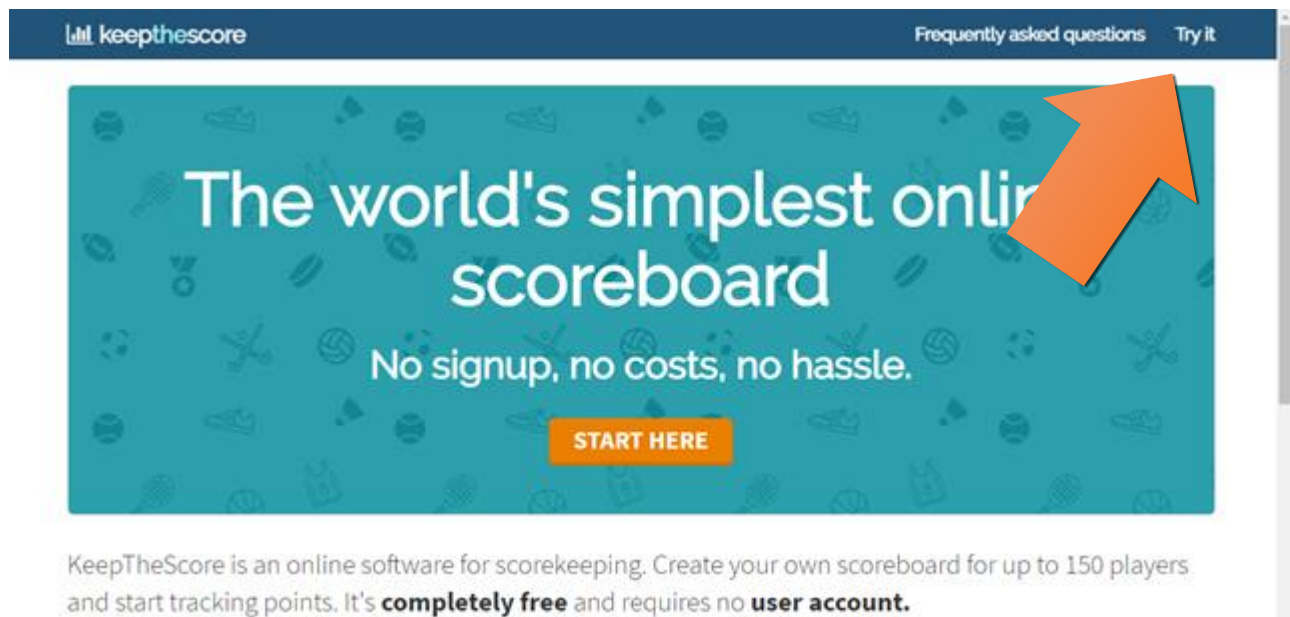 keepthescore
Frequently asked questions Try it
The world's simplest onlin
scoreboard
No signup, no costs, no hassle.
START HERE
KeepTheScore is an online software for scorekeeping. Create your own scoreboard for up to 150 players
and start tracking points. It's completely free and requires no user account.